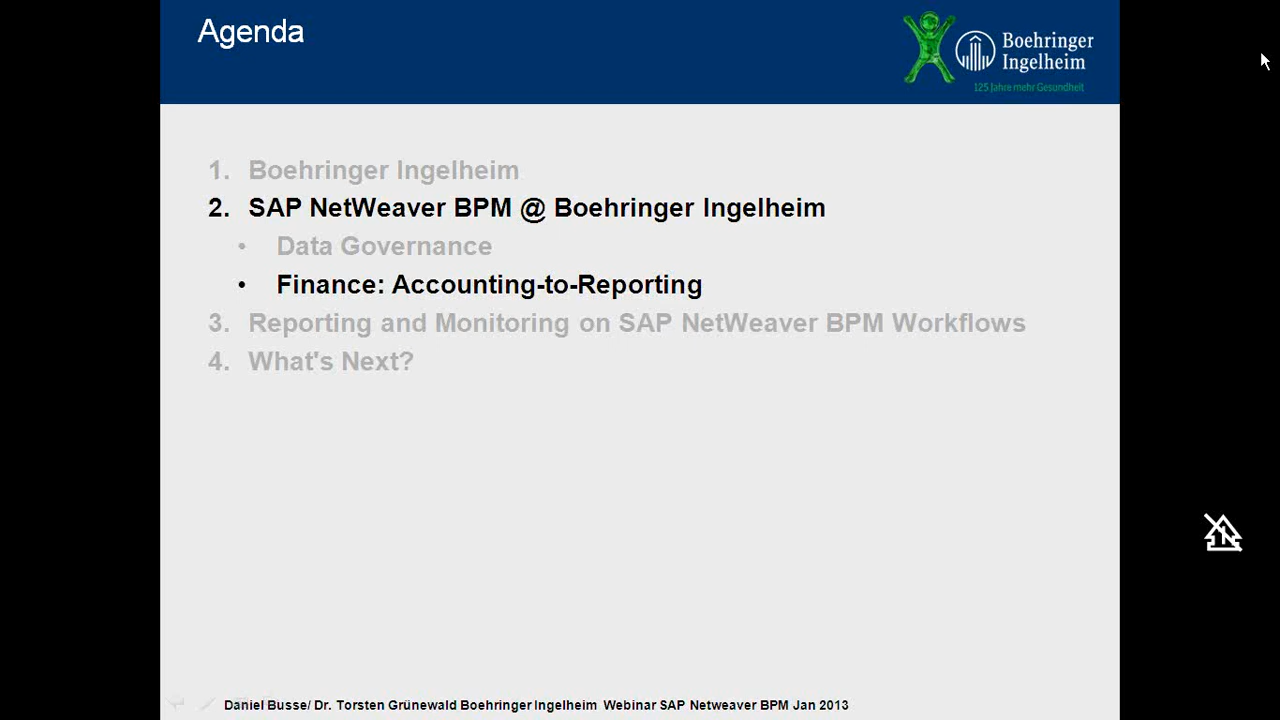 Agenda
Boehringer
Ingelheim
125 Jahre mehr Gesundheit
1. Boehringer Ingelheim
2. SAP NetWeaver BPM @ Boehringer Ingelheim
• Data Governance
• Finance: Accounting-to-Reporting
3. Reporting and Monitoring on SAP NetWeaver BPM Workflows
4. What's Next?
Daniel Busse/ Dr. Torsten Grünewald Boehringer Ingelheim Webinar SAP Netweaver BPM Jan 2013